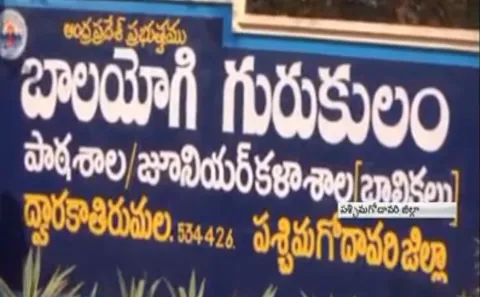 ఆంధ్రప్రదేశ్ ప్రభుత్వము
బాలయోగి గురుకులం
పాఠశాల/జూనియర్ కళాశాల [బాలికలు]
పశ్చిమగోదావరి జిల్లా
ద్వారకాతిరుమల. 534426. పశ్చిమగోదావరి జిల్లా